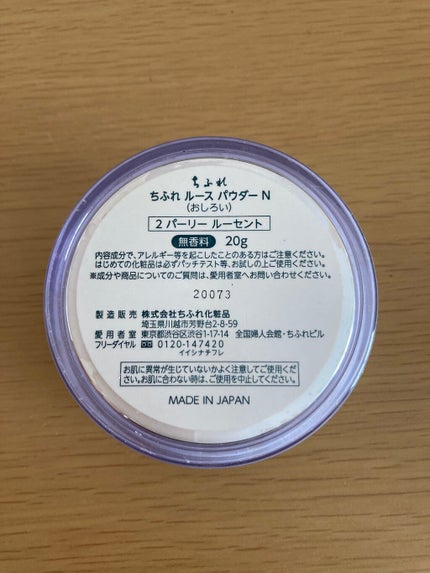 ちふれ
ちふれ ルース パウダー N
(おしろい)
2 パーリー ルーセント
無香料 20g
内容成分で、アレルギー等を起こしたことのある方はご注意ください。
はじめての化粧品は必ずパッチテスト等、お試しの上ご使用ください。
※成分や商品についてのご質問は、愛用者室へお問い合わせください。
20073
製造販売 株式会社ちふれ化粧品
埼玉県川越市芳野台2-8-59
愛用者室 東京都渋谷区渋谷1-17-14 全国婦人会館・ちふれビル
フリーダイヤル 0120-147420
イイシナチフレ
お肌に異常が生じていないかよく注意してご使用くだ
さい。お肌に合わない時は、ご使用を中止してください。
MADE IN JAPAN